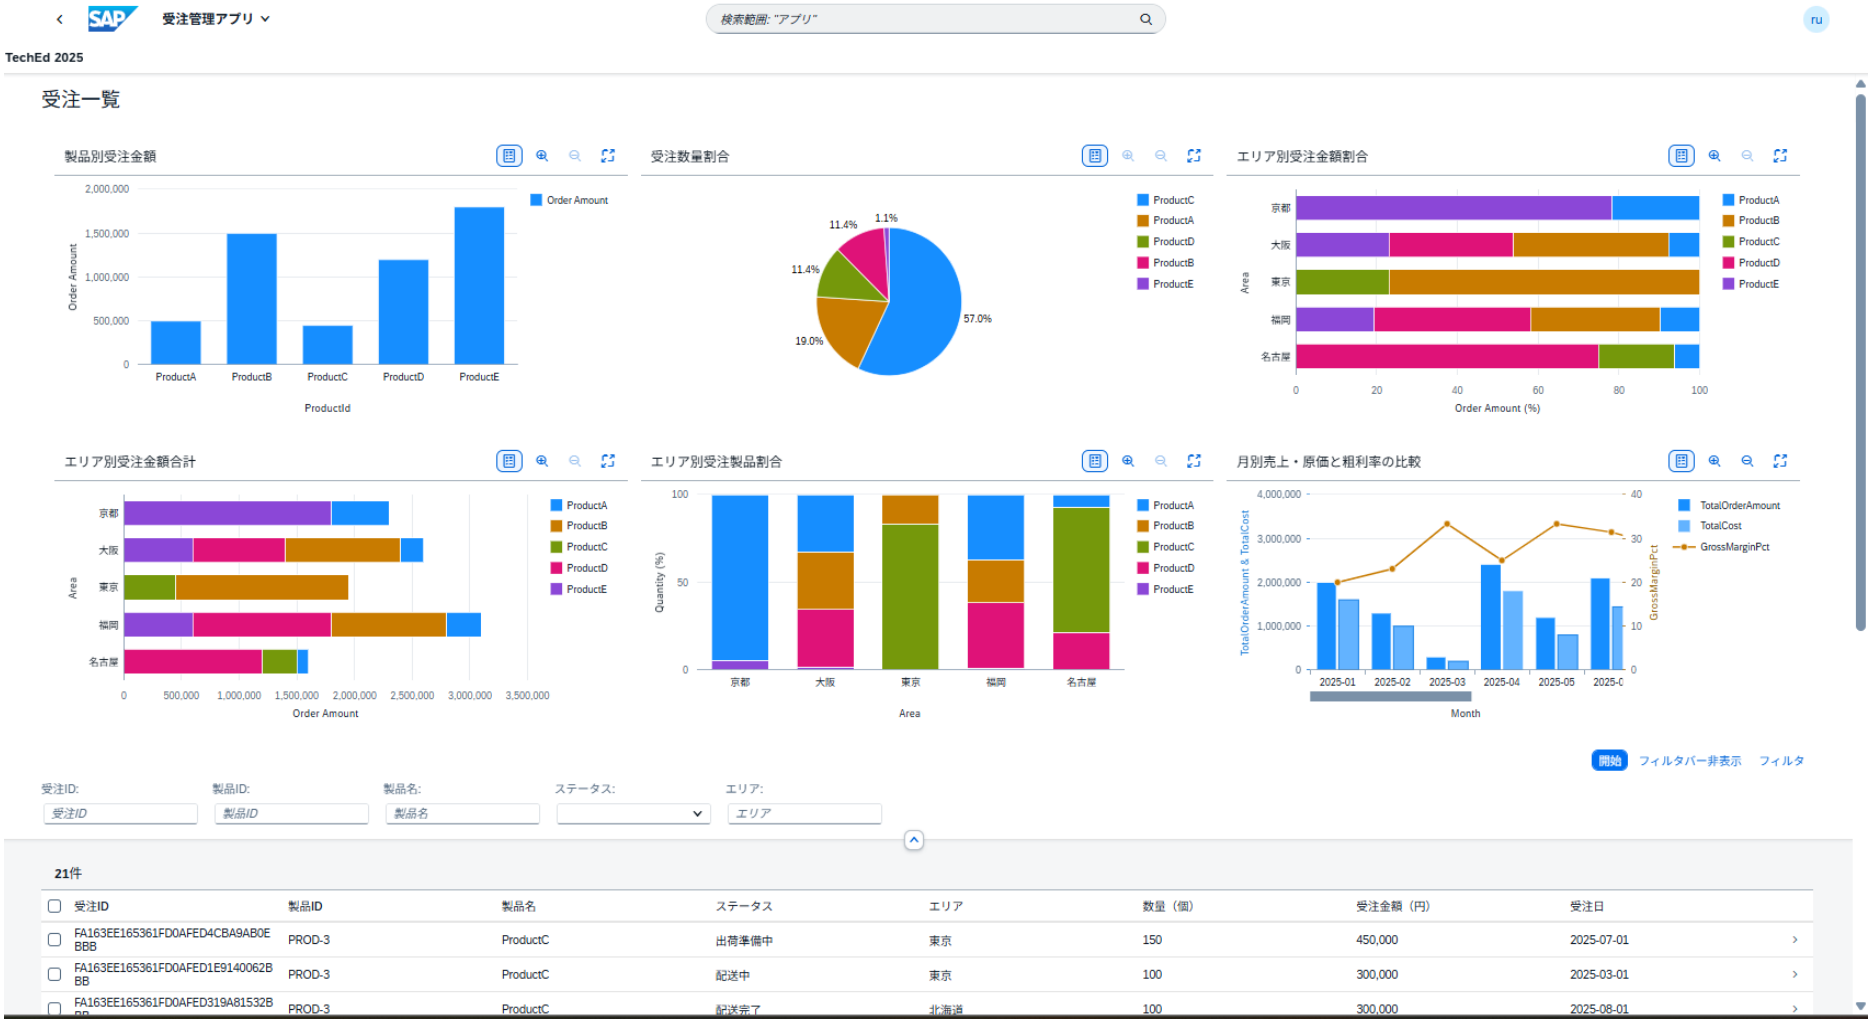 SAP
受注管理アプリ
検索範囲: "アプリ"
ru
TechEd 2025
受注一覧
製品別受注金額
2,000,000
1,500,000
1,000,000
500,000
0
Order Amount
ProductA ProductB ProductC ProductD ProductE
ProductId
Order Amount
受注数量割合
1.1%
11.4%
11.4%
19.0%
57.0%
ProductC
ProductA
ProductD
ProductB
ProductE
エリア別受注金額割合
Area
京都
大阪
東京
福岡
名古屋
0 20 40 60 80 100
Order Amount (%)
ProductA
ProductB
ProductC
ProductD
ProductE
エリア別受注金額合計
Area
京都
大阪
東京
福岡
名古屋
0 500,000 1,000,000 1,500,000 2,000,000 2,500,000 3,000,000 3,500,000
Order Amount
ProductA
ProductB
ProductC
ProductD
ProductE
エリア別受注製品割合
Quantity (%)
100
50
0
京都 大阪 東京 福岡 名古屋
Area
ProductA
ProductB
ProductC
ProductD
ProductE
月別売上・原価と粗利率の比較
TotalOrderAmount & TotalCost
4,000,000
3,000,000
2,000,000
1,000,000
0
40
30
20
10
0
GrossMarginPct
2025-01 2025-02 2025-03 2025-04 2025-05 2025-0
Month
TotalOrderAmount
TotalCost
GrossMarginPct
開始 フィルタバー非表示 フィルタ
受注ID: 製品ID: 製品名: ステータス: エリア:
受注ID 製品ID 製品名 エリア
21件
受注ID 製品ID 製品名 ステータス エリア 数量（個） 受注金額（円） 受注日
FA163EE165361FD0AFED4CBA9AB0E
BBB
PROD-3 ProductC 出荷準備中 東京 150 450,000 2025-07-01
FA163EE165361FD0AFED1E9140062B
BB
PROD-3 ProductC 配送中 東京 100 300,000 2025-03-01
FA163EE165361FD0AFED319A81532B
PROD-3 ProductC 配送完了 北海道 100 300,000 2025-08-01